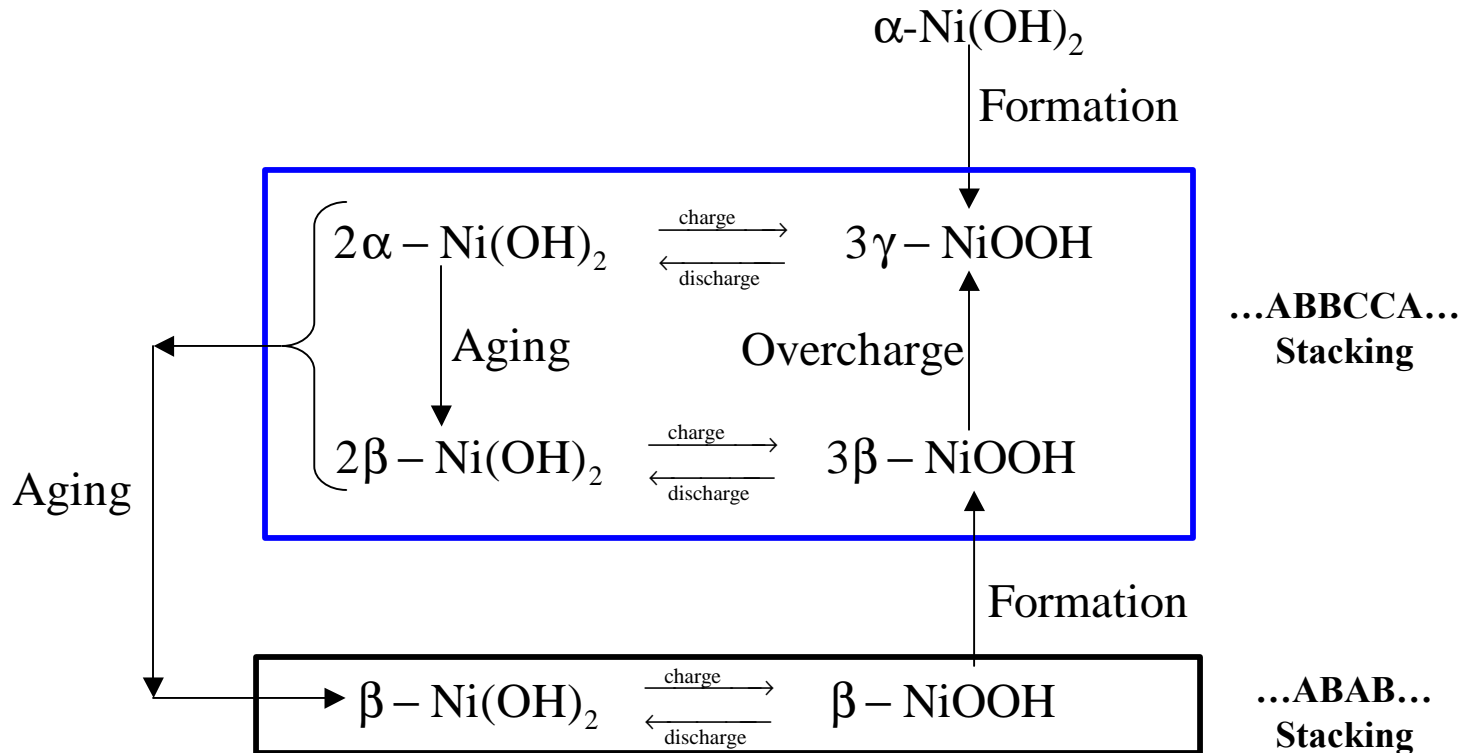 α-Ni(OH)₂
Formation
2α – Ni(OH)₂ charge discharge 3γ – NiOOH
…ABBCCA…
Stacking
Aging Overcharge
2β – Ni(OH)₂ charge discharge 3β – NiOOH
Aging
Formation
β – Ni(OH)₂ charge discharge β – NiOOH
…ABAB…
Stacking